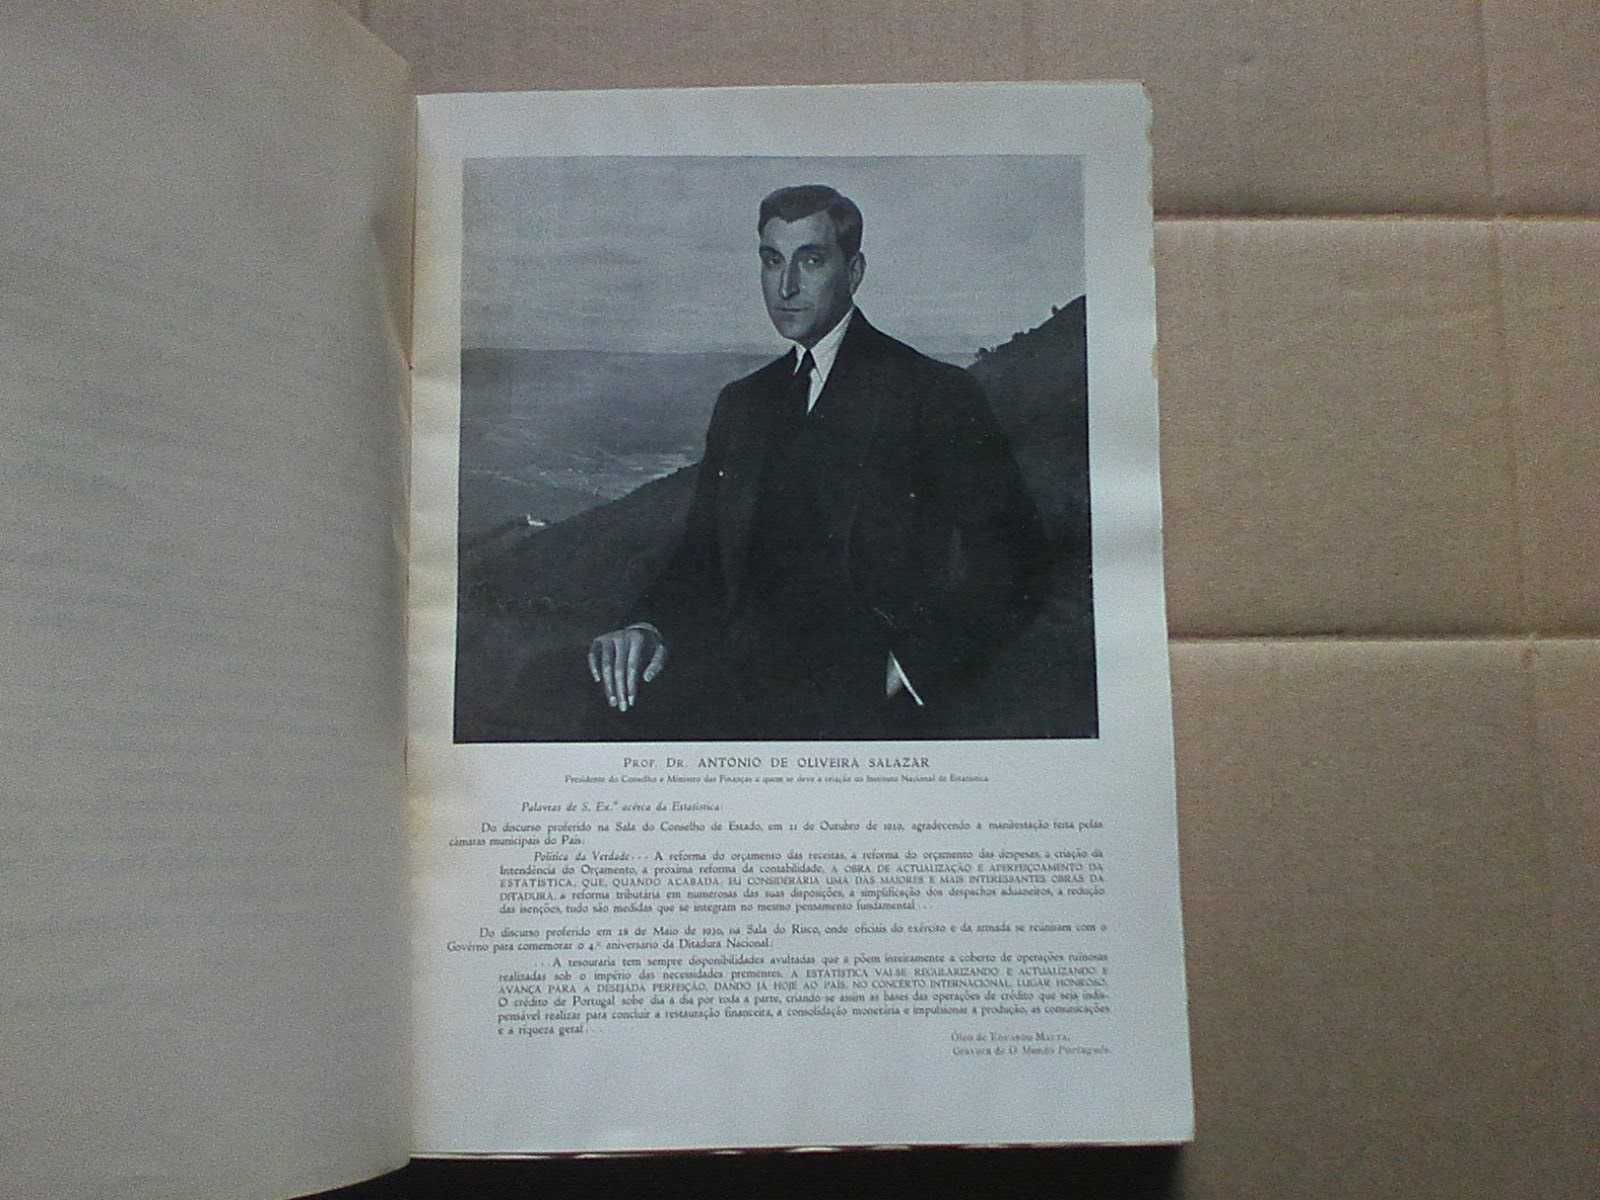 PROF. DR. ANTÓNIO DE OLIVEIRA SALAZAR
Presidente do Conselho e Ministro das Finanças a quem se deve a criação do Instituto Nacional de Estatística
Palavras de S. Ex.ª acêrca da Estatística:
Do discurso proferido na Sala do Conselho de Estado, em 21 de Outubro de 1929, agradecendo a manifestação feita pelas
câmaras municipais do País:
Política da Verdade... A reforma do orçamento das receitas, a reforma do orçamento das despesas, a criação da
Intendência do Orçamento, a próxima reforma da contabilidade, A OBRA DE ACTUALIZAÇÃO E APERFEIÇOAMENTO DA
ESTATÍSTICA, QUE, QUANDO ACABADA, EU CONSIDERARIA UMA DAS MAIORES E MAIS INTERESSANTES OBRAS DA
DITADURA, a reforma tributária em numerosas das suas disposições, a simplificação dos despachos aduaneiros, a redução
das isenções, tudo são medidas que se integram no mesmo pensamento fundamental...
Do discurso proferido em 28 de Maio de 1930, na Sala do Risco, onde oficiais do exército e da armada se reüniram com o
Govêrno para comemorar o 4.º aniversário da Ditadura Nacional:
...A tesouraria tem sempre disponibilidades avultadas que a põem inteiramente a coberto de operações ruïnosas
realizadas sob o império das necessidades prementes. A ESTATÍSTICA VAI-SE REGULARIZANDO E ACTUALIZANDO E
AVANÇA PARA A DESEJADA PERFEIÇÃO, DANDO JÁ HOJE AO PAÍS, NO CONCÊRTO INTERNACIONAL, LUGAR HONROSO.
O crédito de Portugal sobe dia a dia por toda a parte, criando-se assim as bases das operações de crédito que seja indis-
pensável realizar para concluir a restauração financeira, a consolidação monetária e impulsionar a produção, as comunicações
e a riqueza geral...
Óleo de EDUARDO MALTA.
Gravura de O Mundo Português.